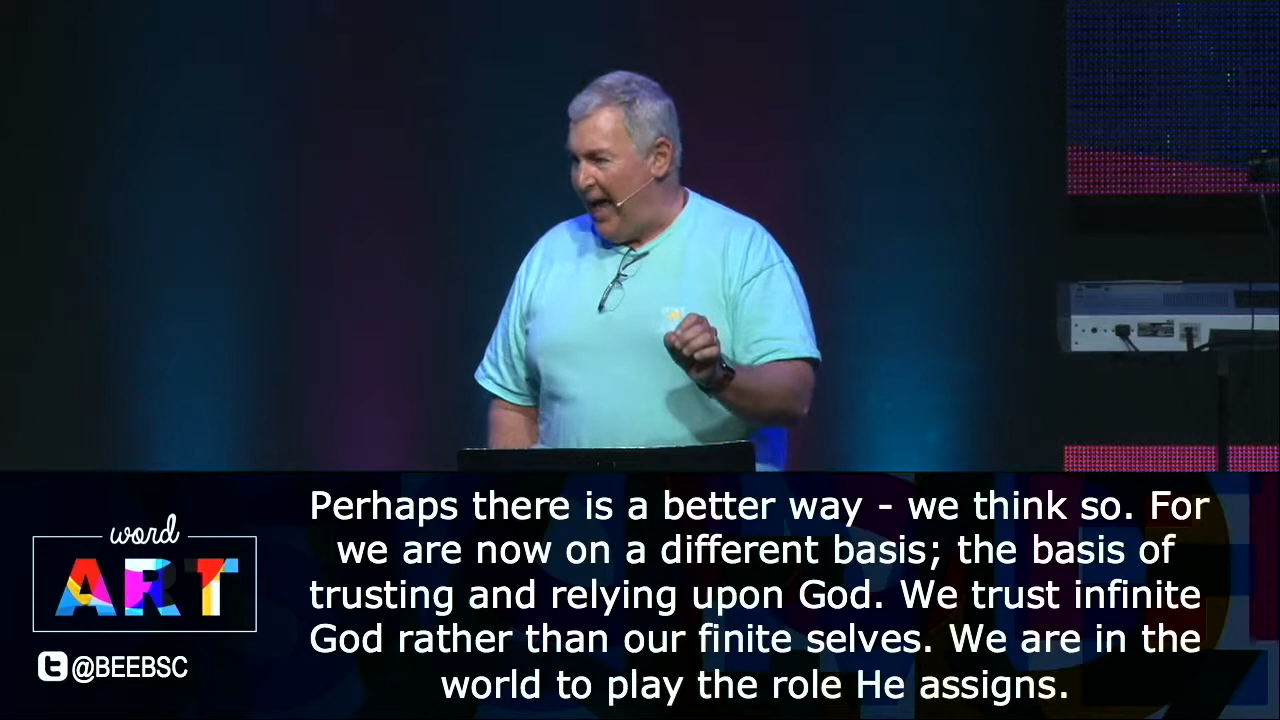 Perhaps there is a better way - we think so. For
we are now on a different basis; the basis of
trusting and relying upon God. We trust infinite
God rather than our finite selves. We are in the
world to play the role He assigns.
word
ART
@BEEBSC